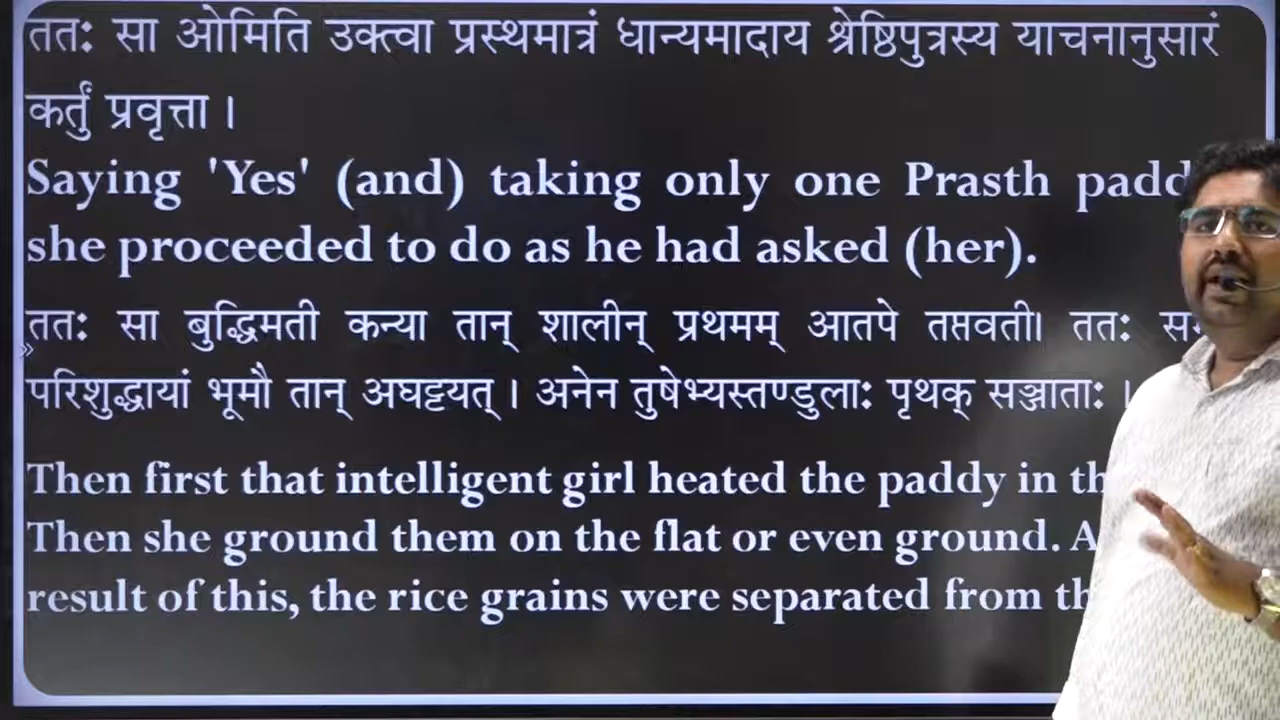 ततः सा ओमिति उक्त्वा प्रस्थमात्रं धान्यमादाय श्रेष्ठिपुत्रस्य याचनानुसारं
कर्तुं प्रवृत्ता ।
Saying 'Yes' (and) taking only one Prasth
she proceeded to do as he had asked (her).
ततः सा बुद्धिमती कन्या तान् शालीन् प्रथमम् आतपे तप्तवती। ततः
परिशुद्धायां भूमौ तान् अघट्टयत् । अनेन तुषेभ्यस्तण्डुलाः पृथक् सञ्जाताः ।
Then first that intelligent girl heated the paddy in
Then she ground them on the flat or even ground.
result of this, the rice grains were separated from